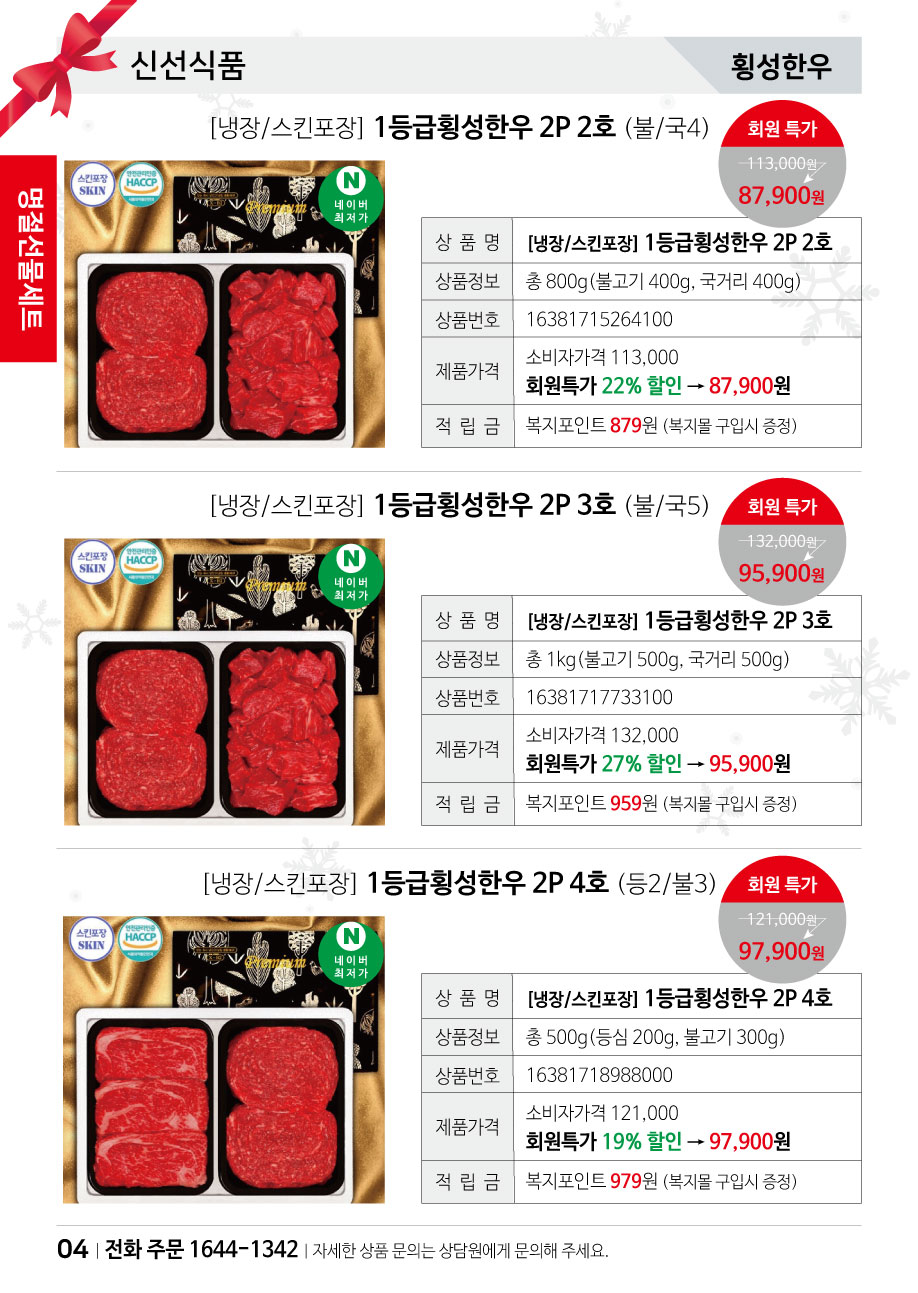 신선식품
횡성한우
명절선물세트
[냉장/스킨포장] 1등급횡성한우 2P 2호 (불/국4)
회원 특가
113,000원
87,900원
스킨포장
SKIN
안전관리인증
HACCP
Premium
N
네이버
최저가
상 품 명 [냉장/스킨포장] 1등급횡성한우 2P 2호
상품정보 총 800g(불고기 400g, 국거리 400g)
상품번호 16381715264100
제품가격 소비자가격 113,000
회원특가 22% 할인 → 87,900원
적 립 금 복지포인트 879원 (복지몰 구입시 증정)
[냉장/스킨포장] 1등급횡성한우 2P 3호 (불/국5)
회원 특가
132,000원
95,900원
스킨포장
SKIN
안전관리인증
HACCP
Premium
N
네이버
최저가
상 품 명 [냉장/스킨포장] 1등급횡성한우 2P 3호
상품정보 총 1kg(불고기 500g, 국거리 500g)
상품번호 16381717733100
제품가격 소비자가격 132,000
회원특가 27% 할인 → 95,900원
적 립 금 복지포인트 959원 (복지몰 구입시 증정)
[냉장/스킨포장] 1등급횡성한우 2P 4호 (등2/불3)
회원 특가
121,000원
97,900원
스킨포장
SKIN
안전관리인증
HACCP
Premium
N
네이버
최저가
상 품 명 [냉장/스킨포장] 1등급횡성한우 2P 4호
상품정보 총 500g(등심 200g, 불고기 300g)
상품번호 16381718988000
제품가격 소비자가격 121,000
회원특가 19% 할인 → 97,900원
적 립 금 복지포인트 979원 (복지몰 구입시 증정)
04 | 전화 주문 1644-1342 | 자세한 상품 문의는 상담원에게 문의해 주세요.